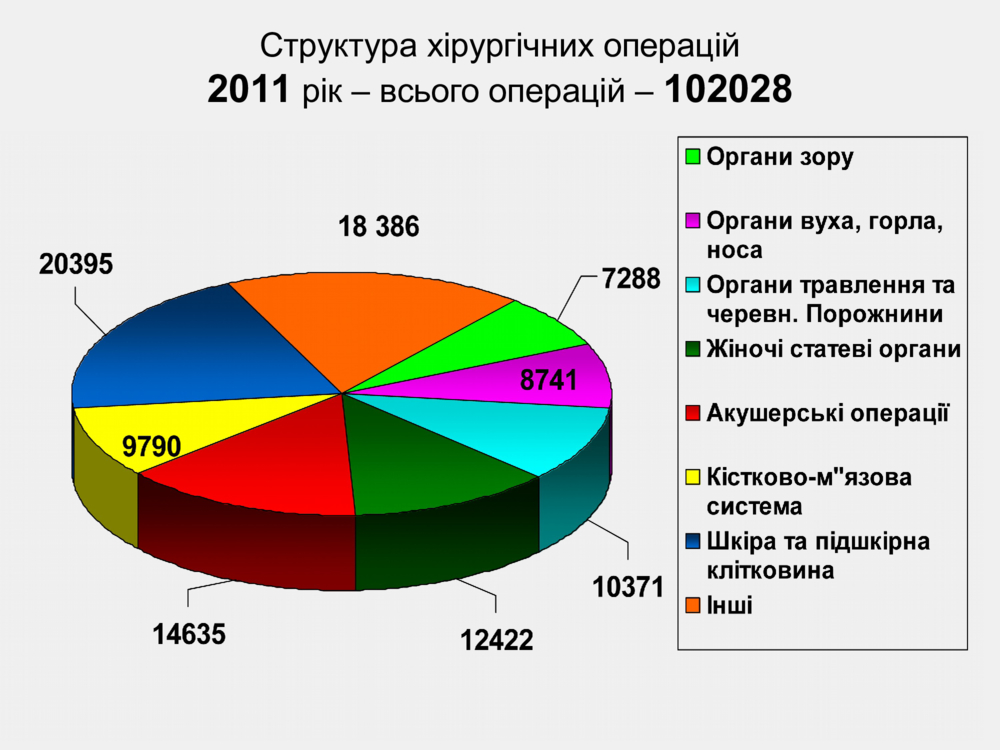 Структура хірургічних операцій
2011 рік – всього операцій – 102028
18 386
20395
7288
8741
9790
10371
14635
12422
Органи зору
Органи вуха, горла,
носа
Органи травлення та
черевн. Порожнини
Жіночі статеві органи
Акушерські операції
Кістково-м"язова
система
Шкіра та підшкірна
клітковина
Інші